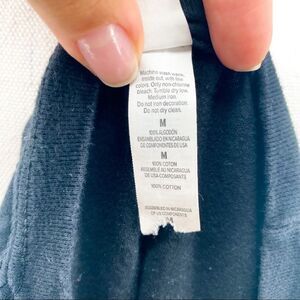 Machine wash warm,
inside out, with like
colors. Only non-chlorine
bleach. Tumble dry low.
Medium iron.
Do not iron decoration.
Do not dry clean.
M
100% ALGODÓN
ENSAMBLADO EN NICARAGUA
DE COMPONENTES DE USA
M
100% COTTON
ASSEMBLÉ AU NICARAGUA
DE USA COMPOSANTS
100% COTTON
ASSEMBLED IN NICARAGUA
OF US COMPONENTS
M